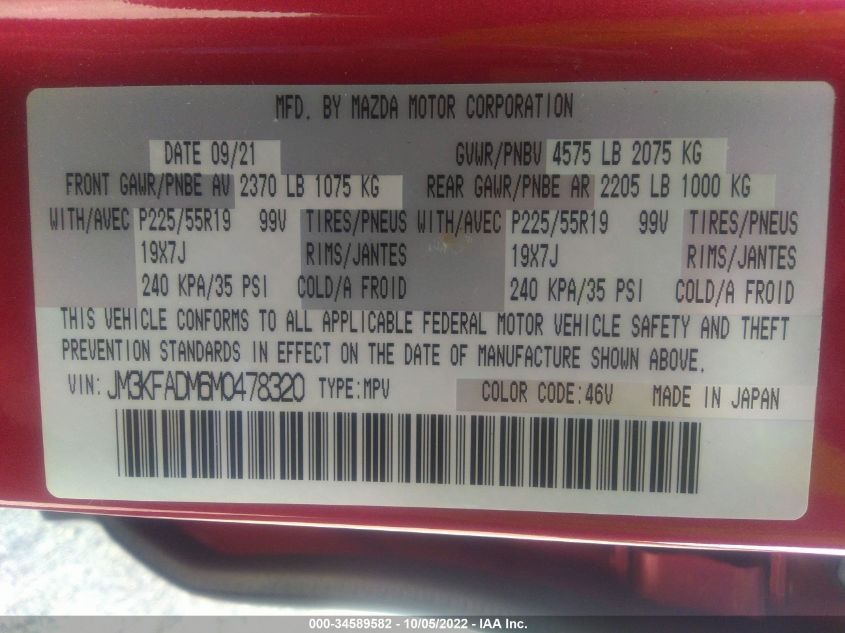 MFD. BY MAZDA MOTOR CORPORATION
DATE 09/21 GVWR/PNBV 4575 LB 2075 KG
FRONT GAWR/PNBE AV 2370 LB 1075 KG REAR GAWR/PNBE AR 2205 LB 1000 KG
WITH/AVEC P225/55R19 99V TIRES/PNEUS WITH/AVEC P225/55R19 99V TIRES/PNEUS
19X7J RIMS/JANTES 19X7J RIMS/JANTES
240 KPA/35 PSI COLD/A FROID 240 KPA/35 PSI COLD/A FROID
THIS VEHICLE CONFORMS TO ALL APPLICABLE FEDERAL MOTOR VEHICLE SAFETY AND THEFT
PREVENTION STANDARDS IN EFFECT ON THE DATE OF MANUFACTURE SHOWN ABOVE.
VIN: JM3KFADM6M0478320 TYPE:MPV COLOR CODE:46V MADE IN JAPAN
000-34589582 - 10/05/2022 - IAA Inc.